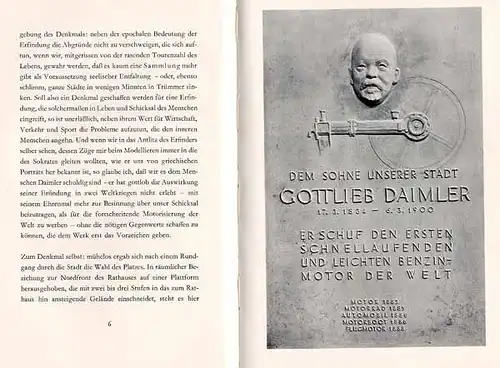 gebung des Denkmals: neben der epochalen Bedeutung der
Erfindung die Abgründe nicht zu verschweigen, die sich auf-
tun, wenn wir, mitgerissen von der rasenden Tourenzahl des
Lebens, gewahr werden, daß es kaum eine Sammlung mehr
gibt als Voraussetzung seelischer Entfaltung – oder, ebenso
schlimm, ganze Städte in wenigen Minuten in Trümmer sin-
ken. Soll also ein Denkmal geschaffen werden für eine Erfin-
dung, die solchermaßen in Leben und Schicksal des Menschen
eingreift, so ist unerläßlich, neben ihrem Wert für Wirtschaft,
Verkehr und Sport die Probleme aufzutun, die den inneren
Menschen angehn. Und wenn wir in das Antlitz des Erfinders
selber sehen, dessen Züge mir beim Modellieren immer in die
des Sokrates gleiten wollten, wie er uns von griechischen
Porträts her bekannt ist, so glaube ich, daß wir es dem Men-
schen Daimler schuldig sind – er hat gottlob die Auswirkung
seiner Erfindung in zwei Weltkriegen nicht erlebt – mit
seinem Ehrenmal mehr zur Besinnung über unser Schicksal
beizutragen, als für die fortschreitende Motorisierung der
Welt zu werben – ohne die nötigen Gegenwerte schaffen zu
können, die dem Werk erst das Vorzeichen geben.
Zum Denkmal selbst: mühelos ergab sich nach einem Rund-
gang durch die Stadt die Wahl des Platzes. In räumlicher Be-
ziehung zur Nordfront des Rathauses auf einer Plattform
herausgehoben, die mit zwei bis drei Stufen in das zum Rat-
haus hin ansteigende Gelände einschneidet, steht es hier
6
DEM SOHNE UNSERER STADT
GOTTLIEB DAIMLER
17. 3. 1834 – 6. 3. 1900
ER SCHUF DEN ERSTEN
SCHNELLAUFENDEN
UND LEICHTEN BENZIN-
MOTOR DER WELT
MOTOR 1883
MOTORRAD 1885
AUTOMOBIL 1886
MOTORBOOT 1886
FLUGMOTOR 1888